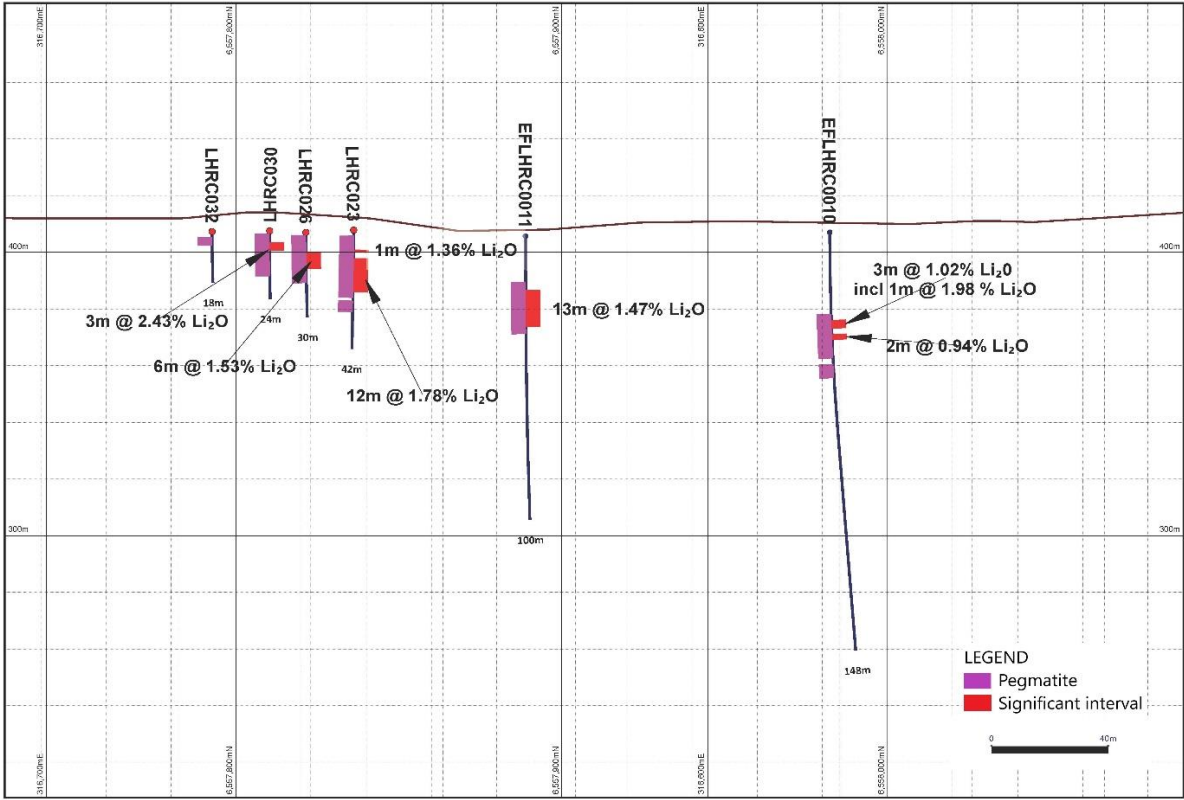 316,700mE
6,557,800mN
6,557,900mN
316,600mE
6,558,000mN
LHRC032
LHRC030
LHRC026
LHRC023
EFLHRC0011
EFLHRC0010
400m
400m
1m @ 1.36% Li₂O
3m @ 1.02% Li₂0
incl 1m @ 1.98 % Li₂O
18m
24m
30m
42m
3m @ 2.43% Li₂O
13m @ 1.47% Li₂O
2m @ 0.94% Li₂O
6m @ 1.53% Li₂O
12m @ 1.78% Li₂O
300m
300m
100m
148m
LEGEND
Pegmatite
Significant interval
0
40m
316,700mE
6,557,800mN
6,557,900mN
316,600mE
6,558,000mN